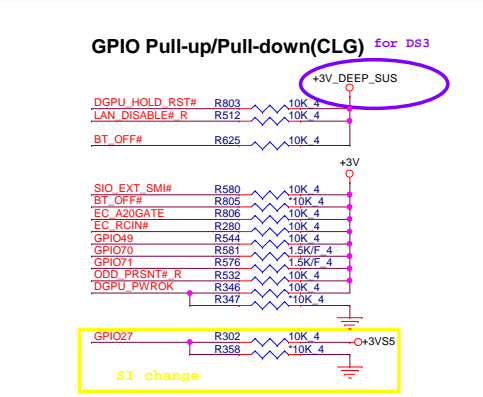 GPIO Pull-up/Pull-down(CLG) for DS3
+3V_DEEP_SUS
DGPU_HOLD_RST# R803 10K_4
LAN_DISABLE#_R R512 10K_4
BT_OFF# R625 10K_4
+3V
SIO_EXT_SMI# R580 10K_4
BT_OFF# R805 *10K_4
EC_A20GATE R806 10K_4
EC_RCIN# R280 10K_4
GPIO49 R544 10K_4
GPIO70 R581 1.5K/F_4
GPIO71 R576 1.5K/F_4
ODD_PRSNT#_R R532 10K_4
DGPU_PWROK R346 10K_4
R347 *10K_4
GPIO27 R302 10K_4 +3VS5
R358 *10K_4
SI change